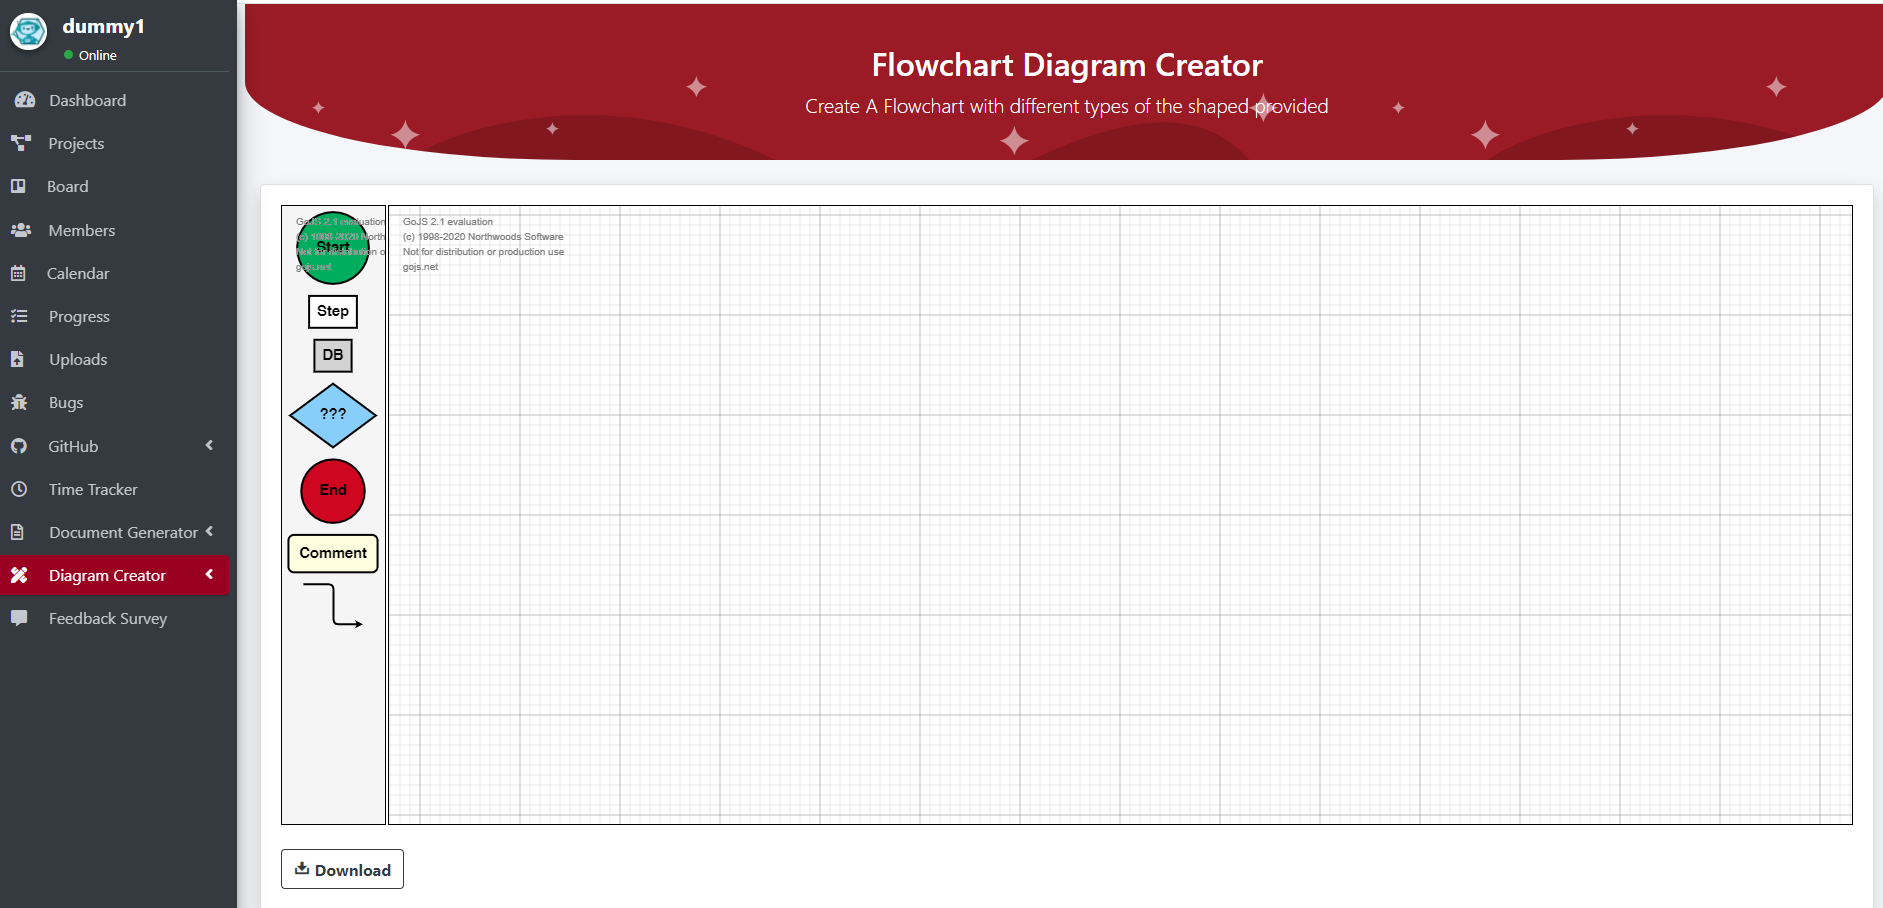 dummy1
Online
Dashboard
Projects
Board
Members
Calendar
Progress
Uploads
Bugs
GitHub
Time Tracker
Document Generator
Diagram Creator
Feedback Survey
Flowchart Diagram Creator
Create A Flowchart with different types of the shaped provided
GoJS 2.1 evaluation
(c) 1998-2020 North
Not for distribution o
gojs.net
Start
Step
DB
???
End
Comment
GoJS 2.1 evaluation
(c) 1998-2020 Northwoods Software
Not for distribution or production use
gojs.net
Download